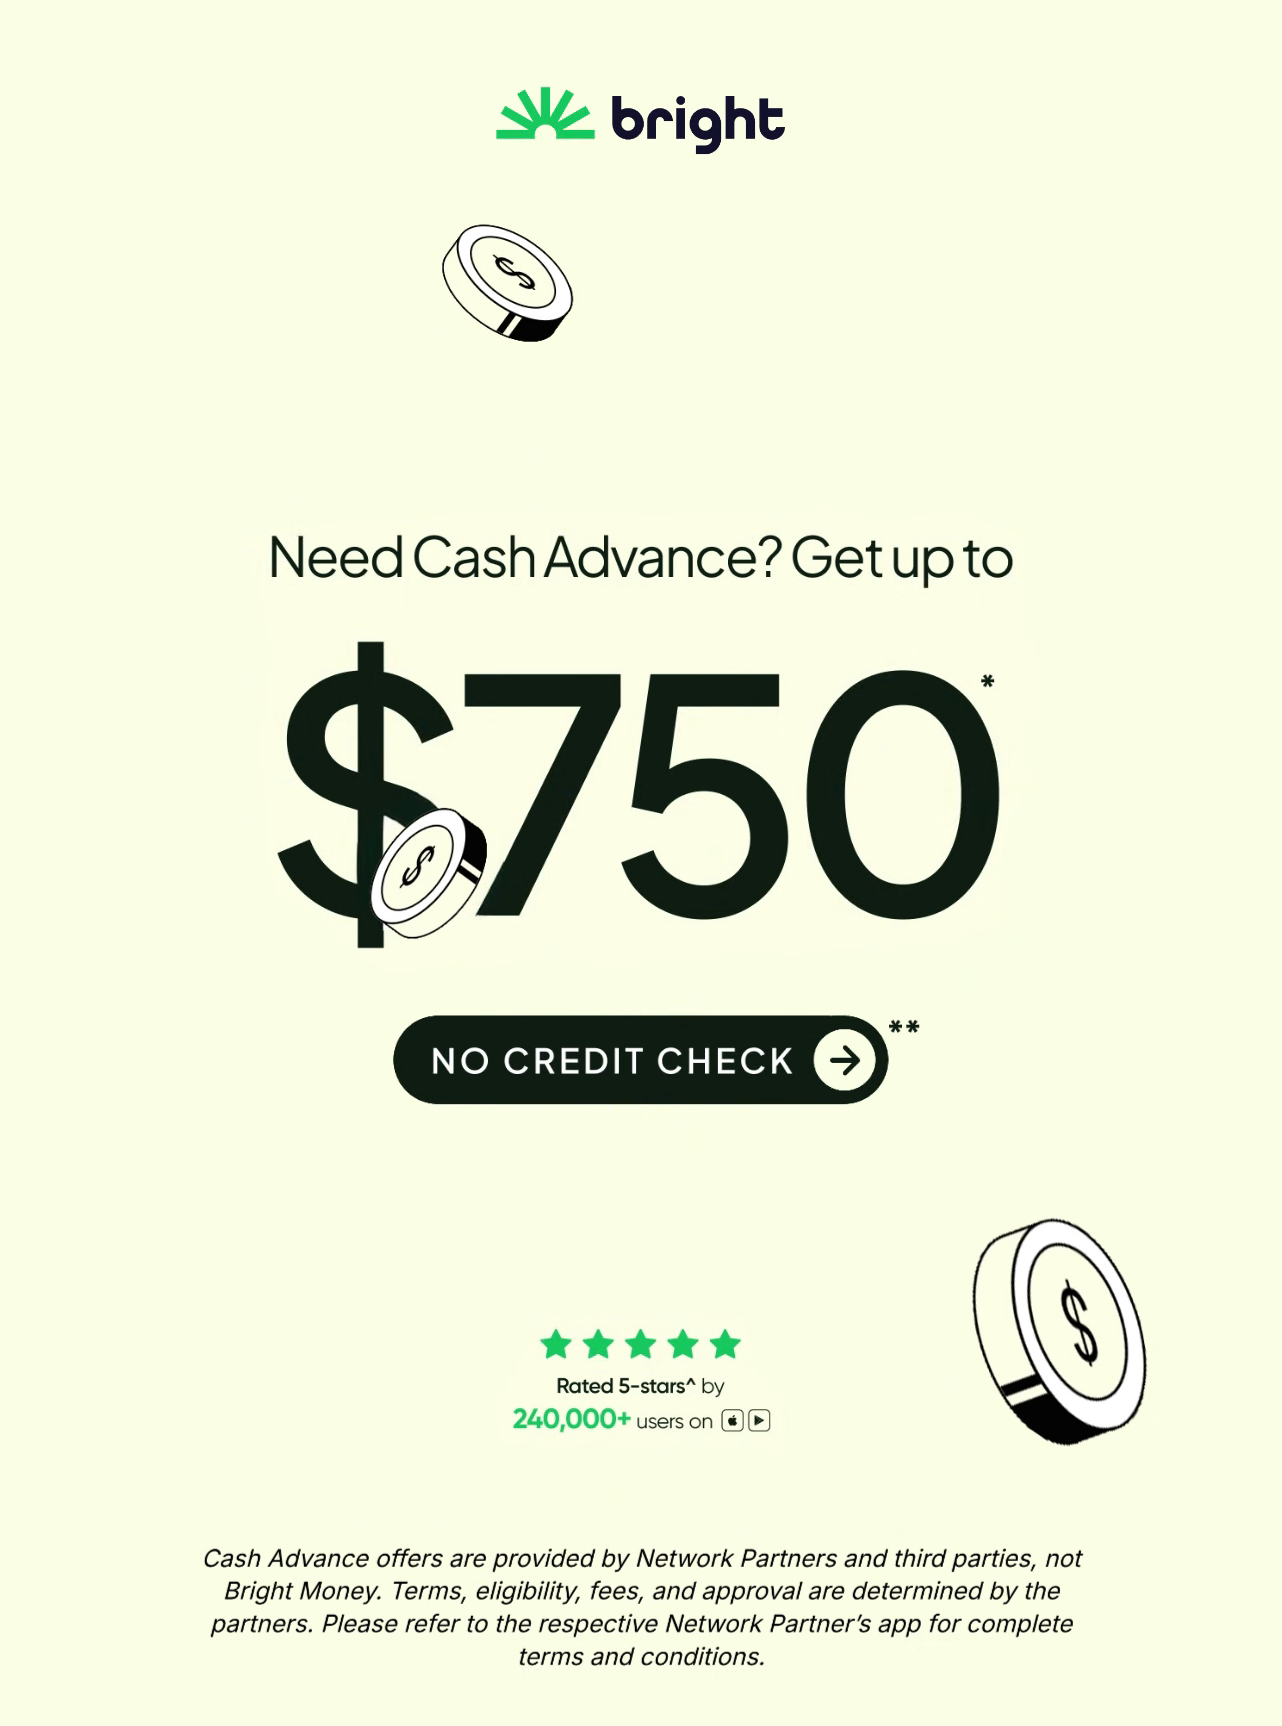 bright
Need Cash Advance? Get up to
$750*
NO CREDIT CHECK**
Rated 5-stars^ by
240,000+ users on
Cash Advance offers are provided by Network Partners and third parties, not
Bright Money. Terms, eligibility, fees, and approval are determined by the
partners. Please refer to the respective Network Partner’s app for complete
terms and conditions.